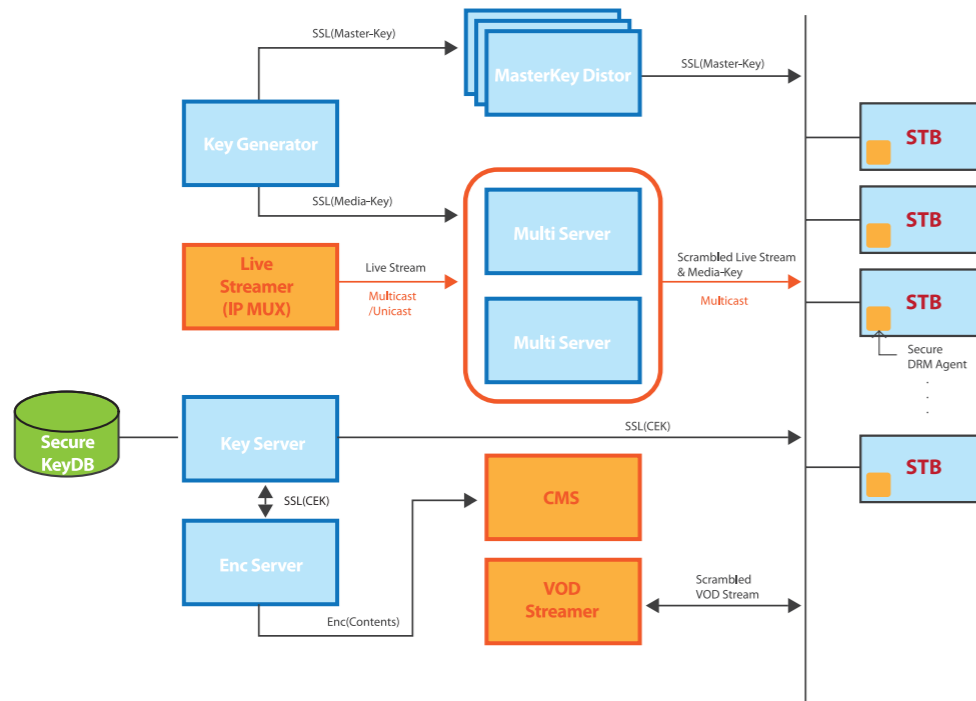 SSL(Master-Key)
MasterKey Distor
SSL(Master-Key)
Key Generator
SSL(Media-Key)
STB
STB
STB
Secure
DRM Agent
.
.
.
STB
Multi Server
Multi Server
Live
Streamer
(IP MUX)
Live Stream
Multicast
/Unicast
Scrambled Live Stream
& Media-Key
Multicast
Secure
KeyDB
Key Server
SSL(CEK)
SSL(CEK)
Enc Server
Enc(Contents)
CMS
VOD
Streamer
Scrambled
VOD Stream